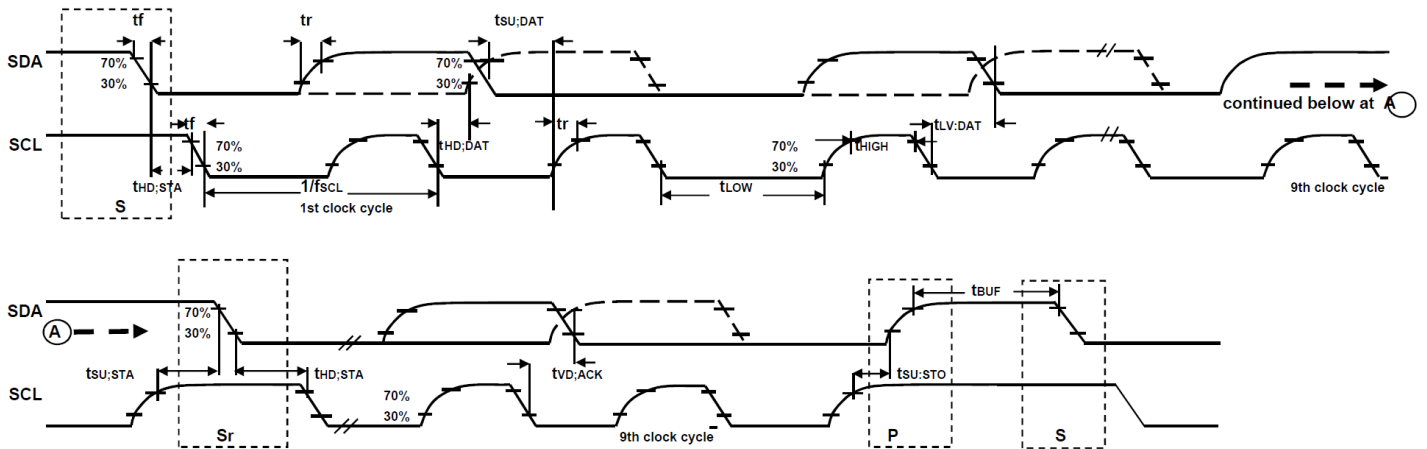 tf tr tSU;DAT
SDA 70% 70%
30% 30%
continued below at A
tf tHD;DAT tr tHIGH tLV:DAT
SCL 70% 70%
30% 30%
tHD;STA 1/fSCL tLOW
S 1st clock cycle 9th clock cycle
tBUF
SDA 70%
A 30%
tSU;STA tHD;STA tVD;ACK tSU:STO
SCL 70%
30%
Sr 9th clock cycle P S